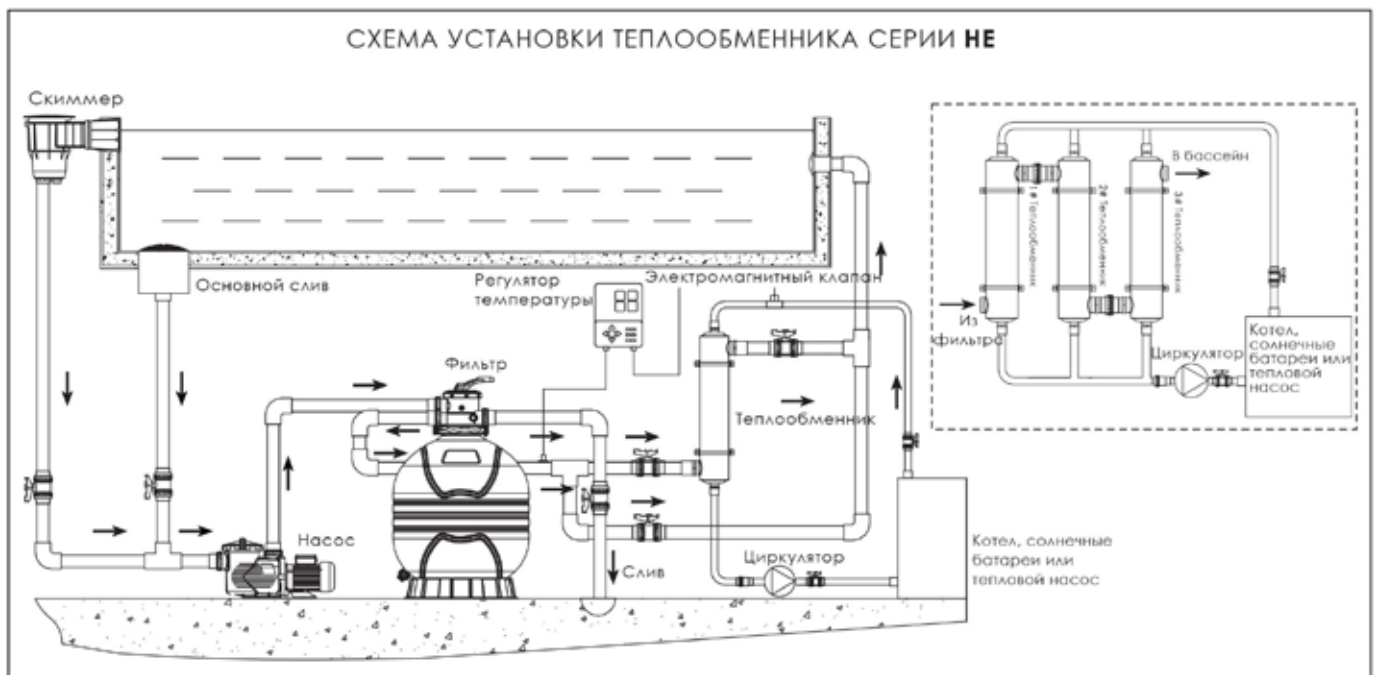 СХЕМА УСТАНОВКИ ТЕПЛООБМЕННИКА СЕРИИ НЕ
Скиммер
Основной слив
Регулятор
температуры
Электромагнитный клапан
Фильтр
Теплообменник
Насос
Слив
Циркулятор
Котел, солнечные
батареи или
тепловой насос
В бассейн
1# Теплообменник
2# Теплообменник
3# Теплообменник
Из
фильтра
Циркулятор
Котел,
солнечные
батареи или
тепловой
насос